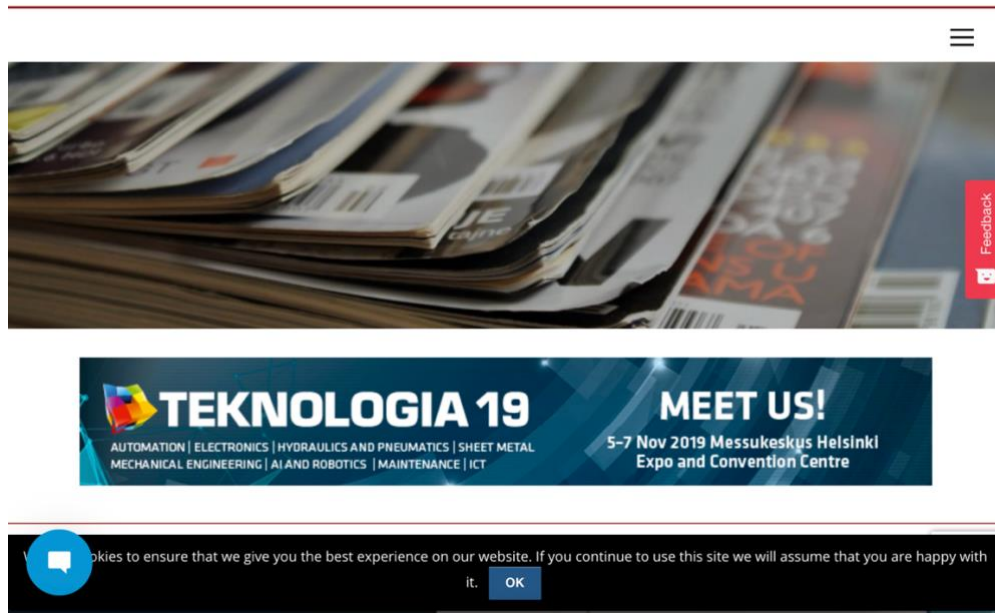 UJE
tajne
Feedback
TEKNOLOGIA 19
AUTOMATION | ELECTRONICS | HYDRAULICS AND PNEUMATICS | SHEET METAL
MECHANICAL ENGINEERING | AI AND ROBOTICS | MAINTENANCE | ICT
MEET US!
5–7 Nov 2019 Messukeskus Helsinki
Expo and Convention Centre
okies to ensure that we give you the best experience on our website. If you continue to use this site we will assume that you are happy with
it. OK